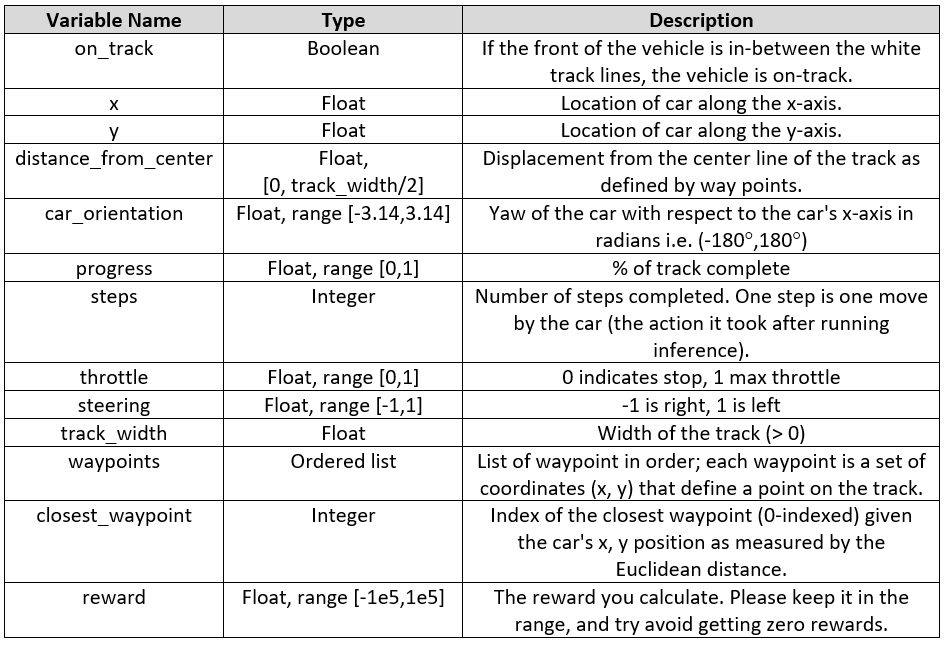 Variable Name Type Description
on_track Boolean If the front of the vehicle is in-between the white
track lines, the vehicle is on-track.
x Float Location of car along the x-axis.
y Float Location of car along the y-axis.
distance_from_center Float, Displacement from the center line of the track as
[0, track_width/2] defined by way points.
car_orientation Float, range [-3.14,3.14] Yaw of the car with respect to the car's x-axis in
radians i.e. (-180°,180°)
progress Float, range [0,1] % of track complete
steps Integer Number of steps completed. One step is one move
by the car (the action it took after running
inference).
throttle Float, range [0,1] 0 indicates stop, 1 max throttle
steering Float, range [-1,1] -1 is right, 1 is left
track_width Float Width of the track (> 0)
waypoints Ordered list List of waypoint in order; each waypoint is a set of
coordinates (x, y) that define a point on the track.
closest_waypoint Integer Index of the closest waypoint (0-indexed) given
the car's x, y position as measured by the
Euclidean distance.
reward Float, range [-1e5,1e5] The reward you calculate. Please keep it in the
range, and try avoid getting zero rewards.